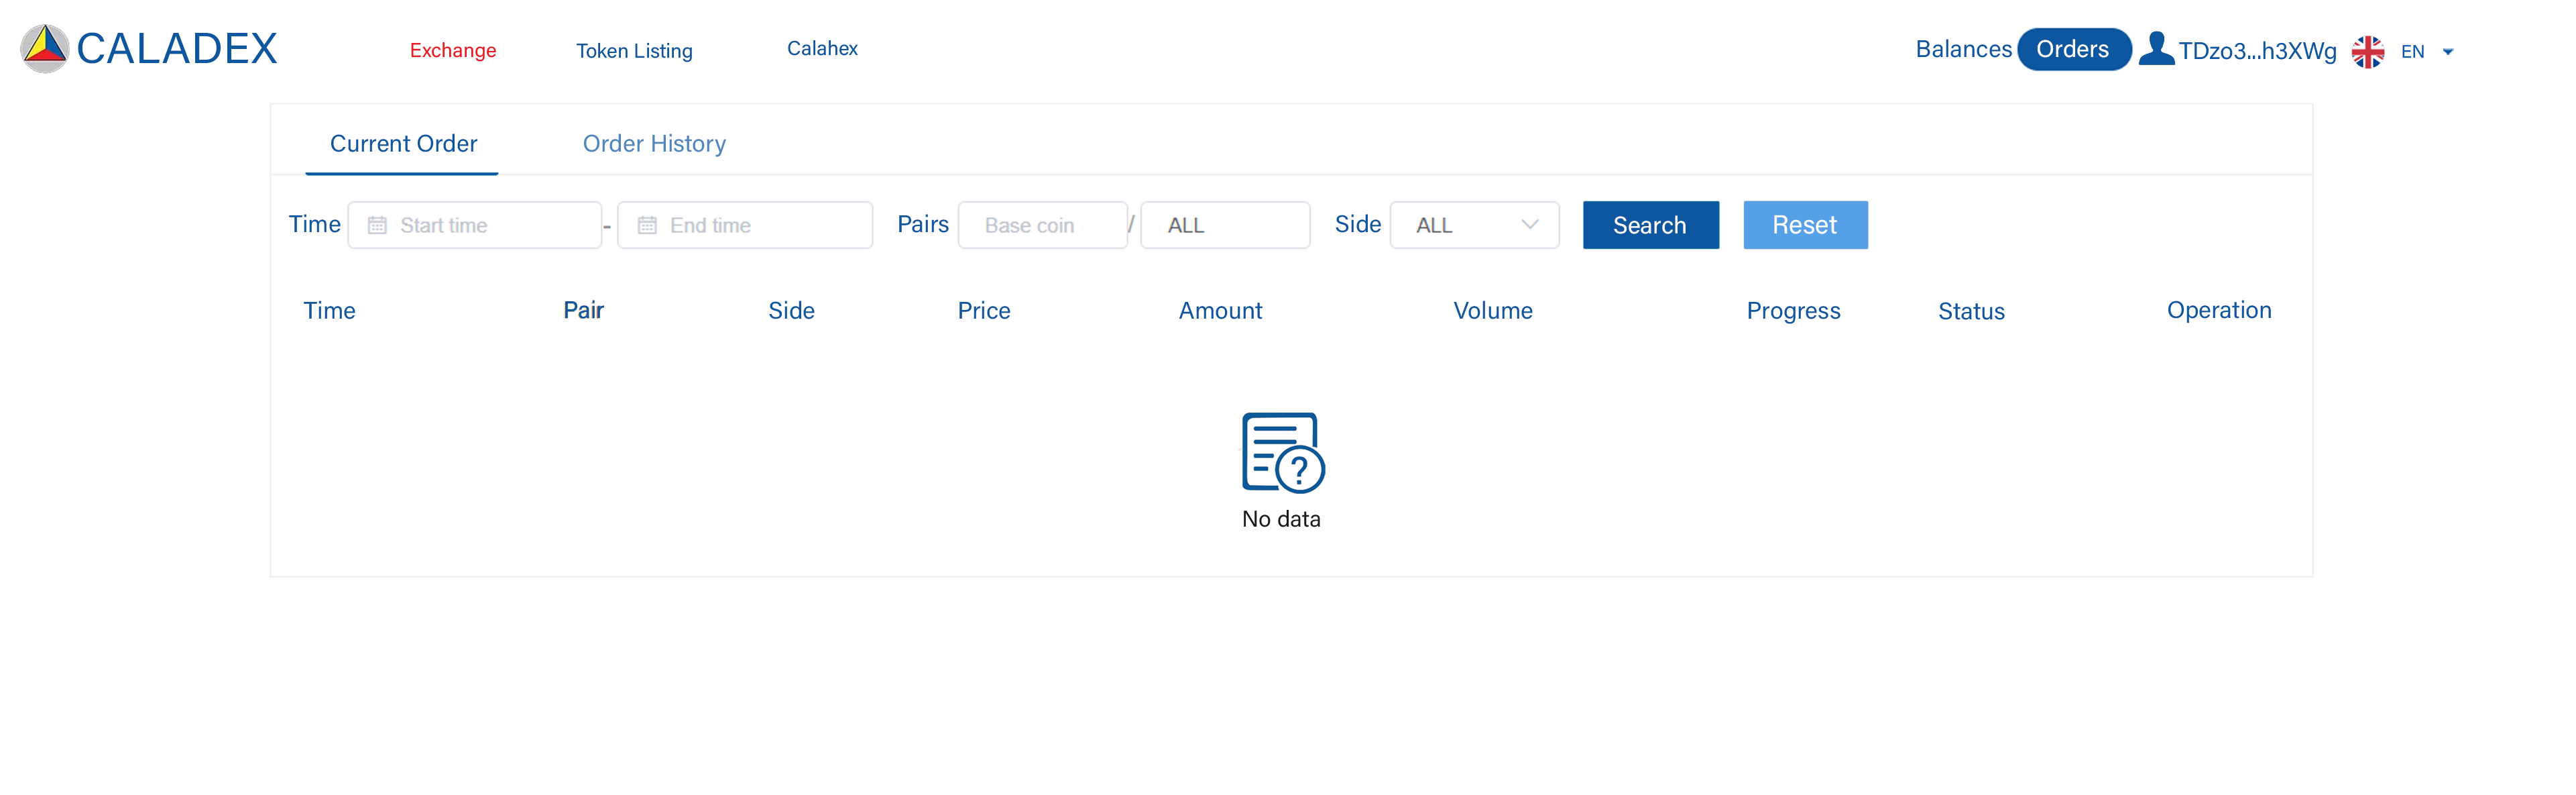 CALADEX Exchange Token Listing Calahex Balances Orders TDzo3...h3XWg EN
Current Order Order History
Time Start time - End time Pairs Base coin / ALL Side ALL Search Reset
Time Pair Side Price Amount Volume Progress Status Operation
?
No data